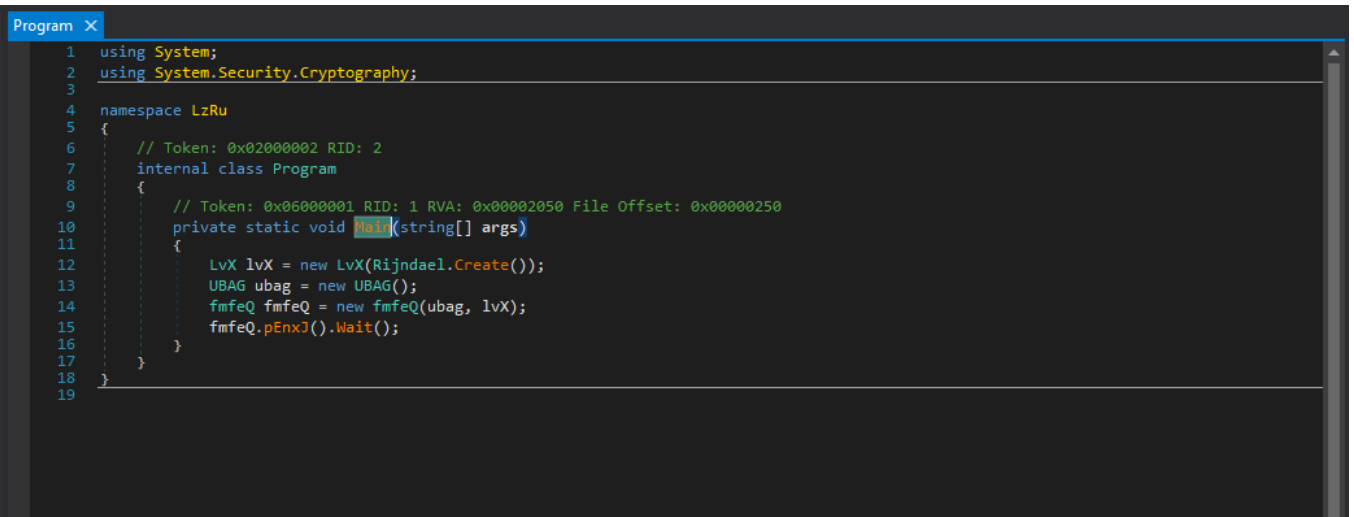 Program ✕
1 using System;
2 using System.Security.Cryptography;
3
4 namespace LzRu
5 {
6     // Token: 0x02000002 RID: 2
7     internal class Program
8     {
9         // Token: 0x06000001 RID: 1 RVA: 0x00002050 File Offset: 0x00000250
10         private static void Main(string[] args)
11         {
12             LvX lvX = new LvX(Rijndael.Create());
13             UBAG ubag = new UBAG();
14             fmfeQ fmfeQ = new fmfeQ(ubag, lvX);
15             fmfeQ.pEnxJ().Wait();
16         }
17     }
18 }
19